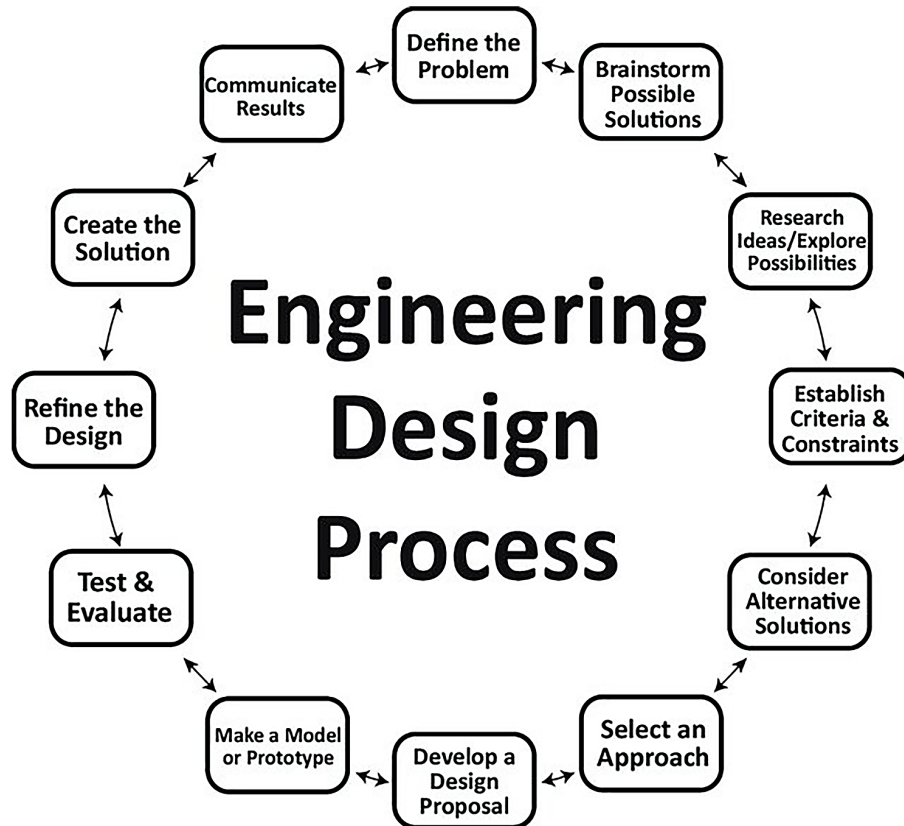 Define the
Problem
Brainstorm
Possible
Solutions
Research
Ideas/Explore
Possibilities
Establish
Criteria &
Constraints
Consider
Alternative
Solutions
Select an
Approach
Develop a
Design
Proposal
Make a Model
or Prototype
Test &
Evaluate
Refine the
Design
Create the
Solution
Communicate
Results
Engineering
Design
Process